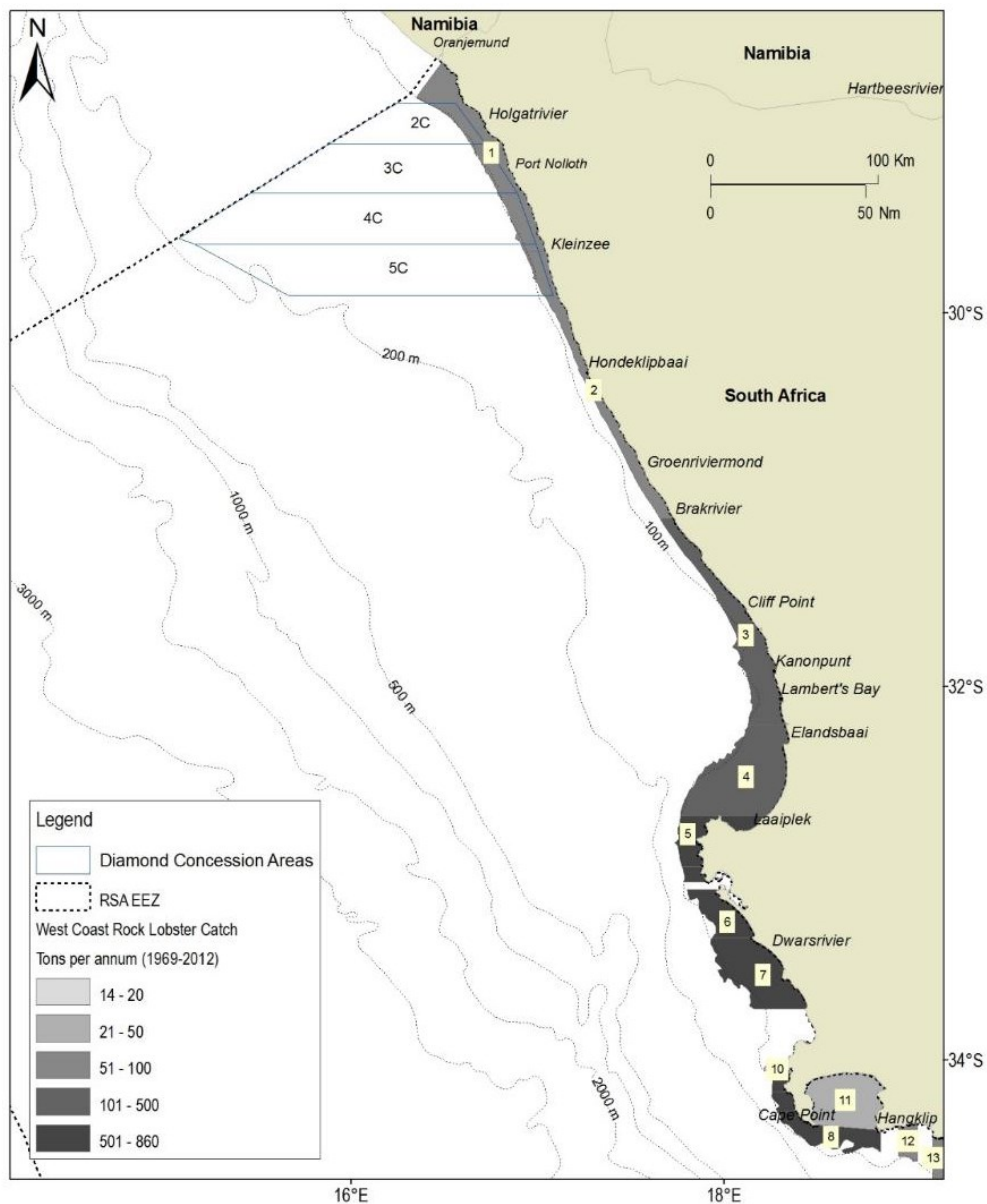 N
Namibia
Oranjemund
Namibia
Hartbeesrivier
2C
Holgatrivier
1
Port Nolloth
3C
0 100 Km
0 50 Nm
4C
Kleinzee
5C
30°S
200 m
Hondeklipbaai
2
South Africa
Groenriviermond
1000 m
Brakrivier
100 m
3000 m
Cliff Point
3
Kanonpunt
500 m
Lambert's Bay
32°S
Elandsbaai
4
Laaiplek
5
6
Dwarsrivier
7
Legend
Diamond Concession Areas
RSA EEZ
West Coast Rock Lobster Catch
Tons per annum (1969-2012)
14 - 20
21 - 50
51 - 100
101 - 500
501 - 860
2000 m
34°S
10
11
Cape Point
Hangklip
8
12
13
16°E
18°E